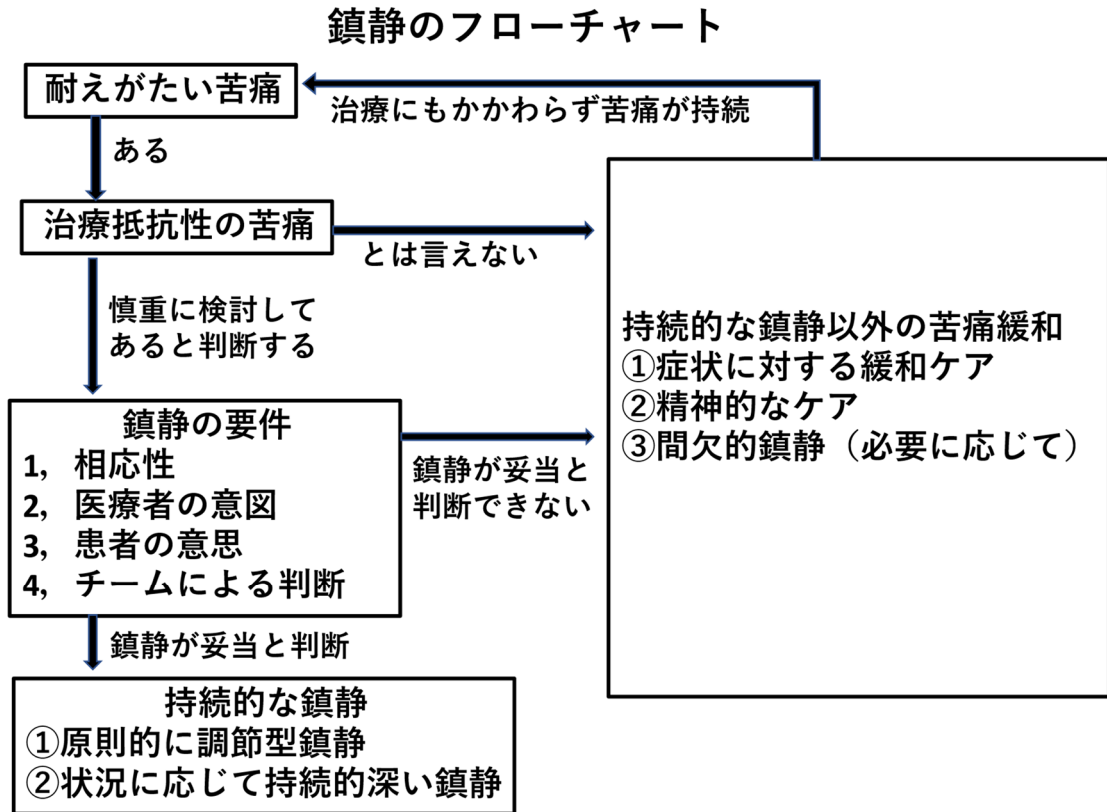 鎮静のフローチャート
耐えがたい苦痛
治療にもかかわらず苦痛が持続
ある
治療抵抗性の苦痛
とは言えない
慎重に検討して
あると判断する
持続的な鎮静以外の苦痛緩和
①症状に対する緩和ケア
②精神的なケア
③間欠的鎮静（必要に応じて）
鎮静の要件
1, 相応性
2, 医療者の意図
3, 患者の意思
4, チームによる判断
鎮静が妥当と
判断できない
鎮静が妥当と判断
持続的な鎮静
①原則的に調節型鎮静
②状況に応じて持続的深い鎮静